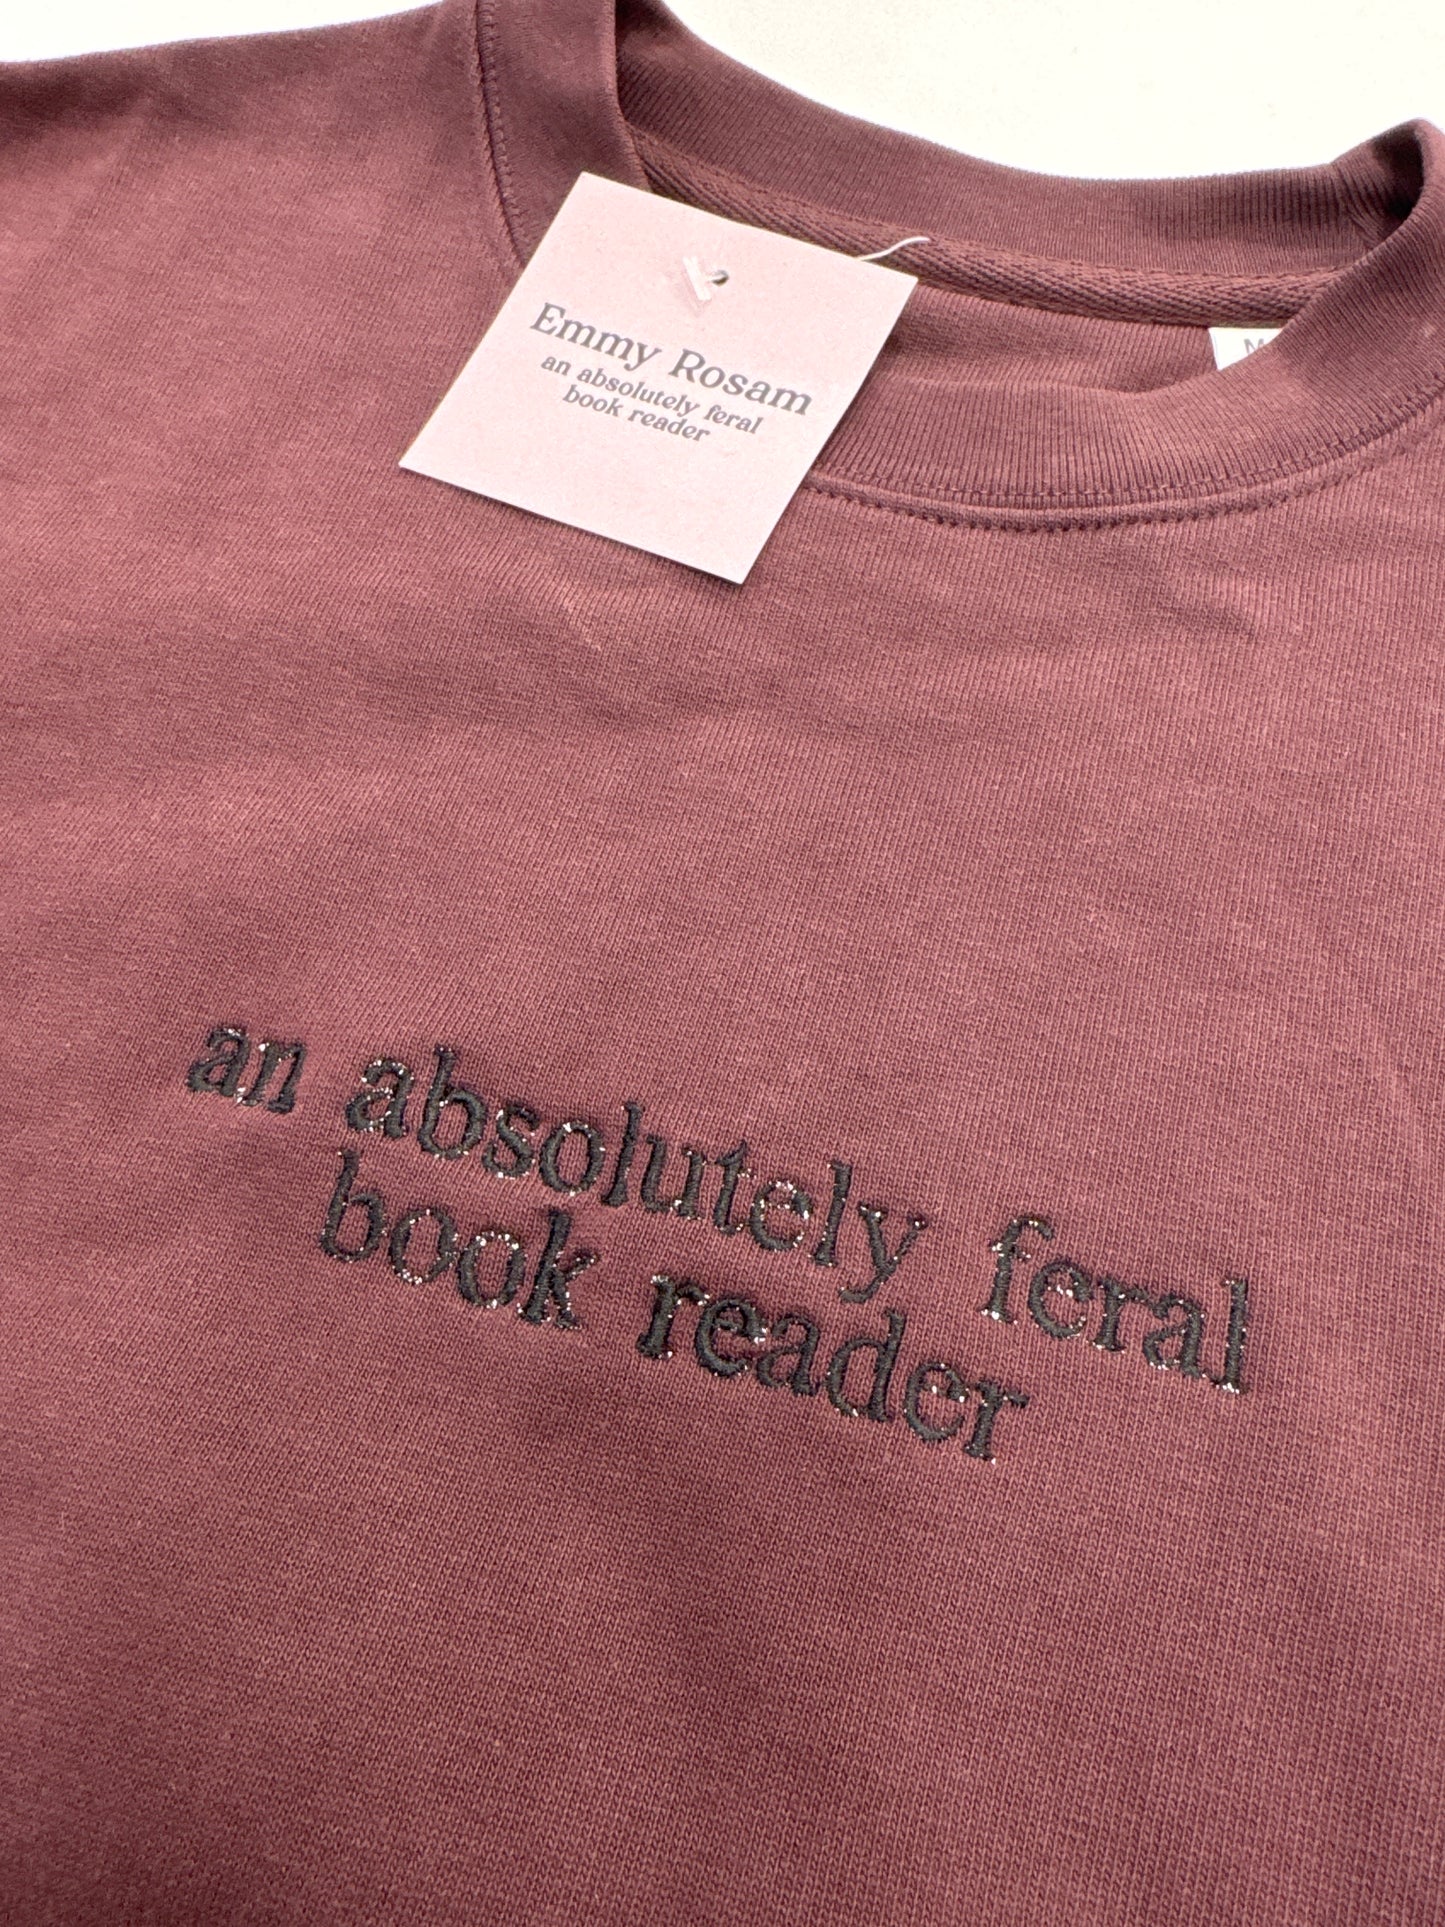 Emmy Rosam
an absolutely feral
book reader
M
an absolutely feral
book reader